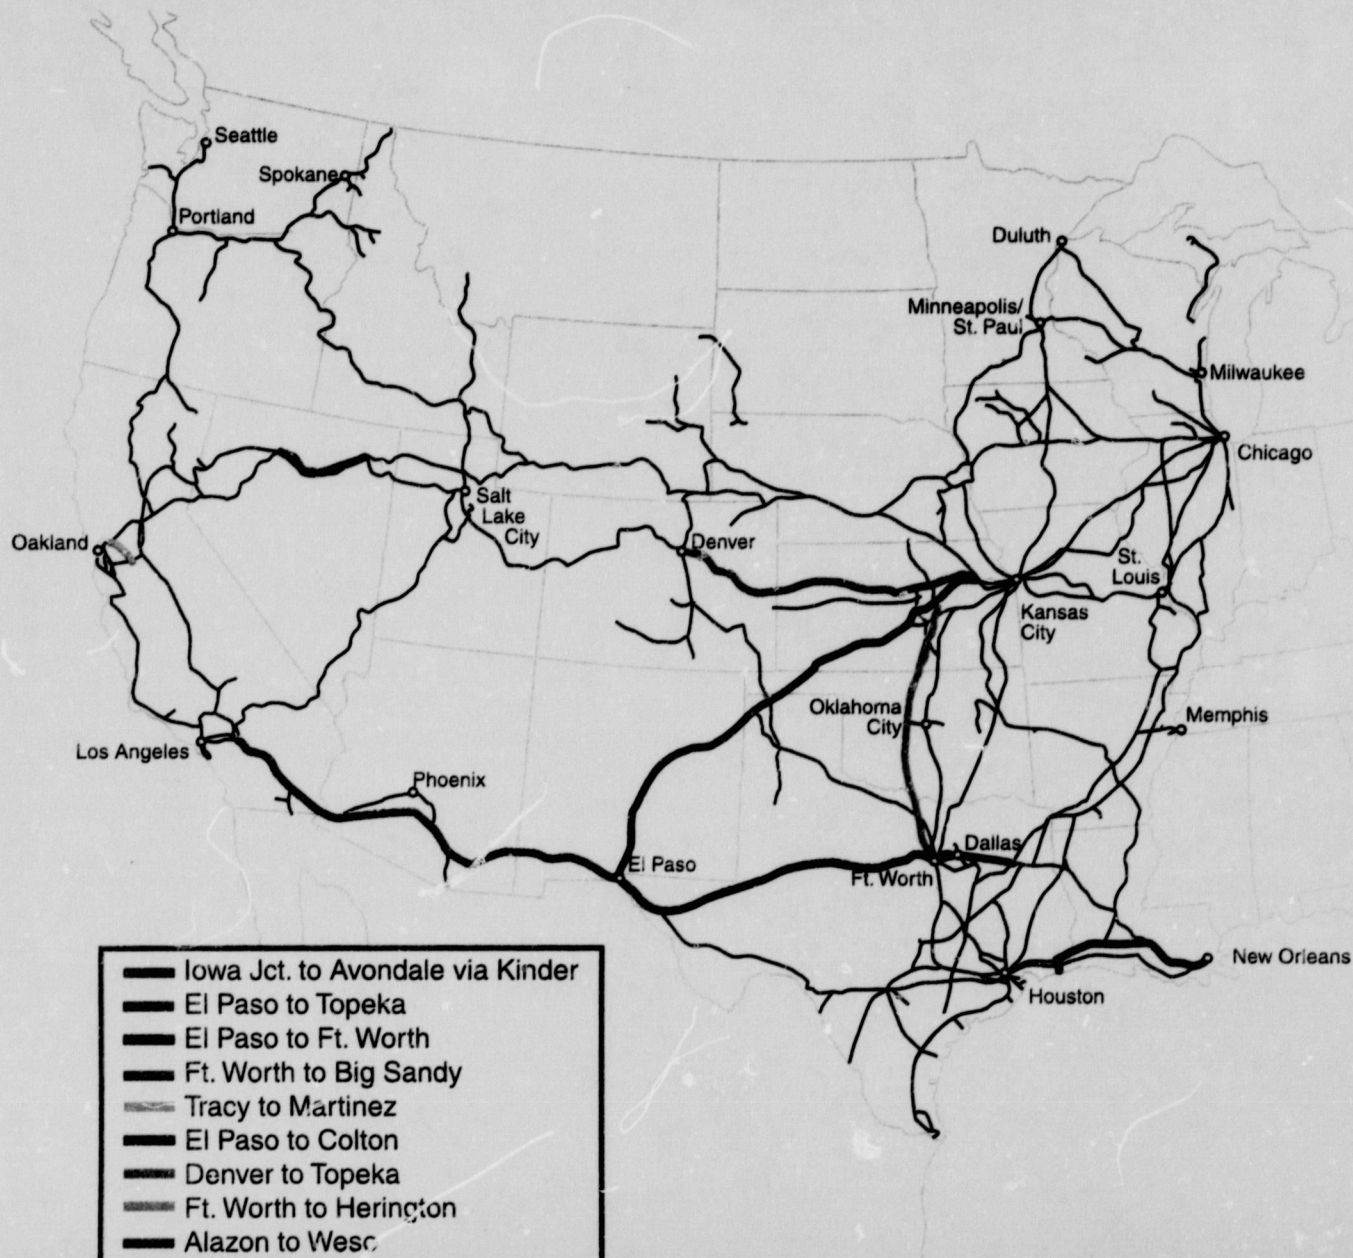 Seattle
Spokane
Portland
Duluth
Minneapolis/
St. Paul
Milwaukee
Chicago
Salt
Lake
City
Oakland
Denver
St.
Louis
Kansas
City
Oklahoma
City
Memphis
Los Angeles
Phoenix
El Paso
Dallas
Ft. Worth
New Orleans
Houston
Iowa Jct. to Avondale via Kinder
El Paso to Topeka
El Paso to Ft. Worth
Ft. Worth to Big Sandy
Tracy to Martinez
El Paso to Colton
Denver to Topeka
Ft. Worth to Herington
Alazon to Wesc